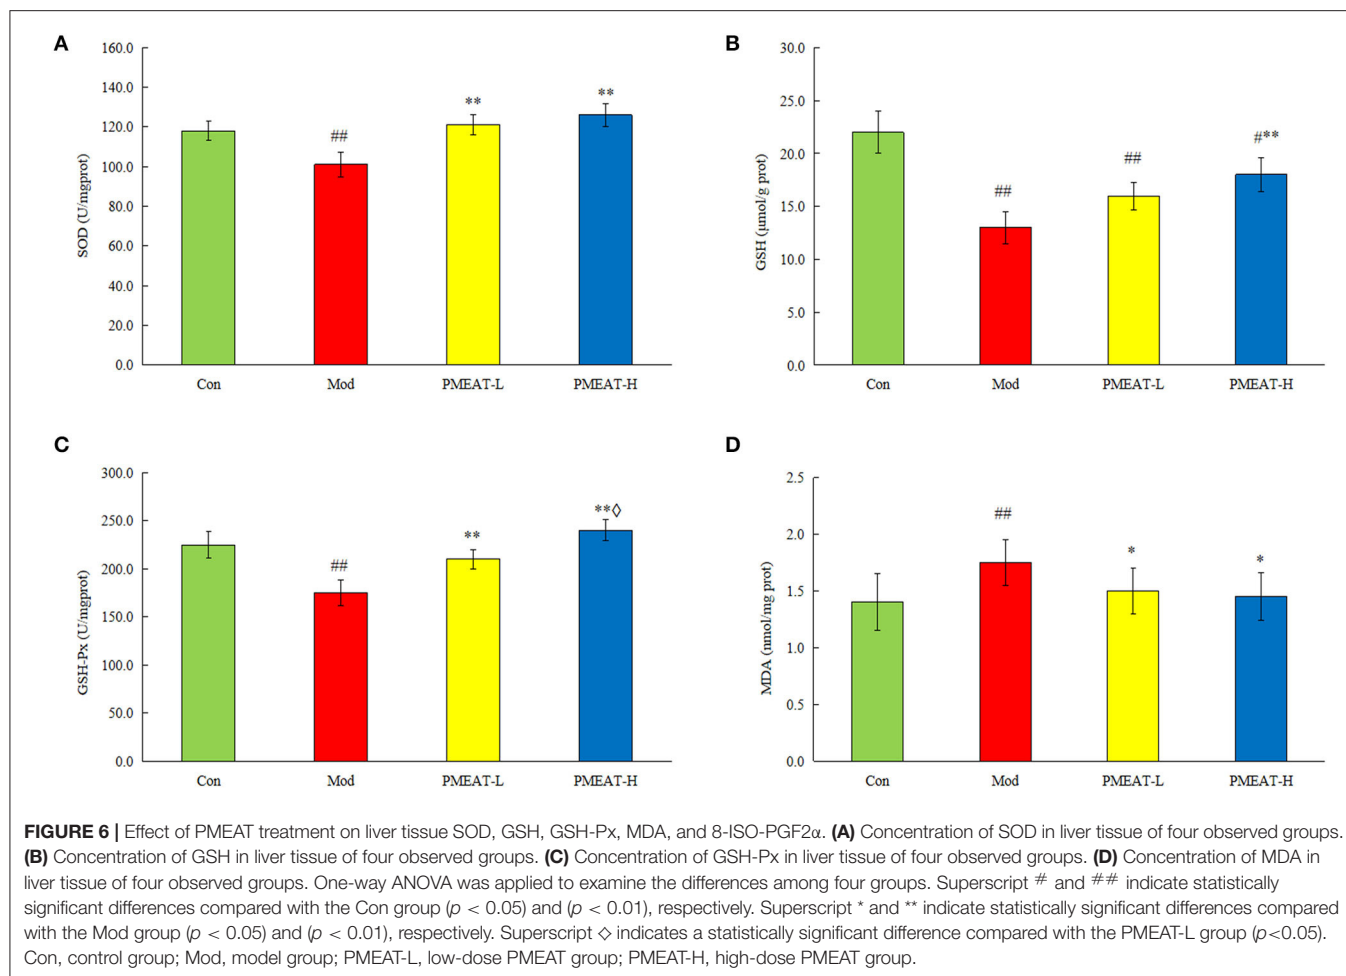 A
160.0
140.0
120.0
100.0
80.0
60.0
40.0
20.0
0.0
SOD (U/mgprot)
##
**
**
Con Mod PMEAT-L PMEAT-H
B
30.0
25.0
20.0
15.0
10.0
5.0
0.0
GSH (μmol/g prot)
##
##
#**
Con Mod PMEAT-L PMEAT-H
C
300.0
250.0
200.0
150.0
100.0
50.0
0.0
GSH-Px (U/mgprot)
##
**
**◊
Con Mod PMEAT-L PMEAT-H
D
2.5
2.0
1.5
1.0
0.5
0.0
MDA (nmol/mg prot)
##
*
*
Con Mod PMEAT-L PMEAT-H
FIGURE 6 | Effect of PMEAT treatment on liver tissue SOD, GSH, GSH-Px, MDA, and 8-ISO-PGF2α. (A) Concentration of SOD in liver tissue of four observed groups.
(B) Concentration of GSH in liver tissue of four observed groups. (C) Concentration of GSH-Px in liver tissue of four observed groups. (D) Concentration of MDA in
liver tissue of four observed groups. One-way ANOVA was applied to examine the differences among four groups. Superscript # and ## indicate statistically
significant differences compared with the Con group (p < 0.05) and (p < 0.01), respectively. Superscript * and ** indicate statistically significant differences compared
with the Mod group (p < 0.05) and (p < 0.01), respectively. Superscript ◊ indicates a statistically significant difference compared with the PMEAT-L group (p<0.05).
Con, control group; Mod, model group; PMEAT-L, low-dose PMEAT group; PMEAT-H, high-dose PMEAT group.